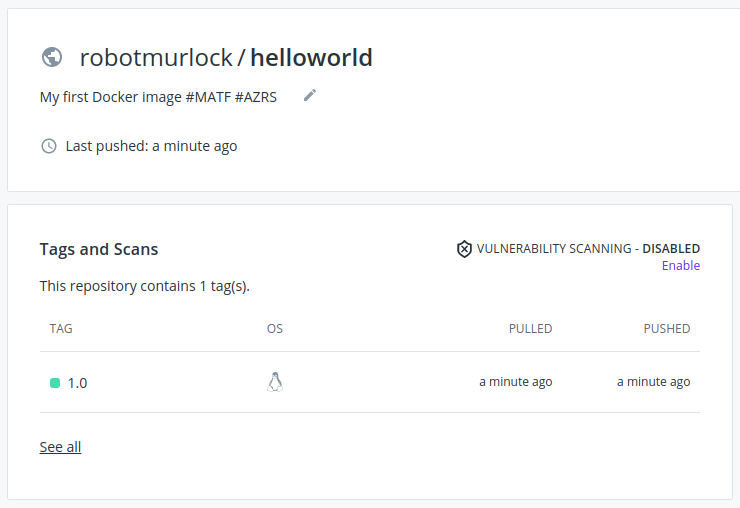 robotmurlock / helloworld
My first Docker image #MATF #AZRS
Last pushed: a minute ago
Tags and Scans
VULNERABILITY SCANNING - DISABLED
Enable
This repository contains 1 tag(s).
TAG OS PULLED PUSHED
1.0 a minute ago a minute ago
See all